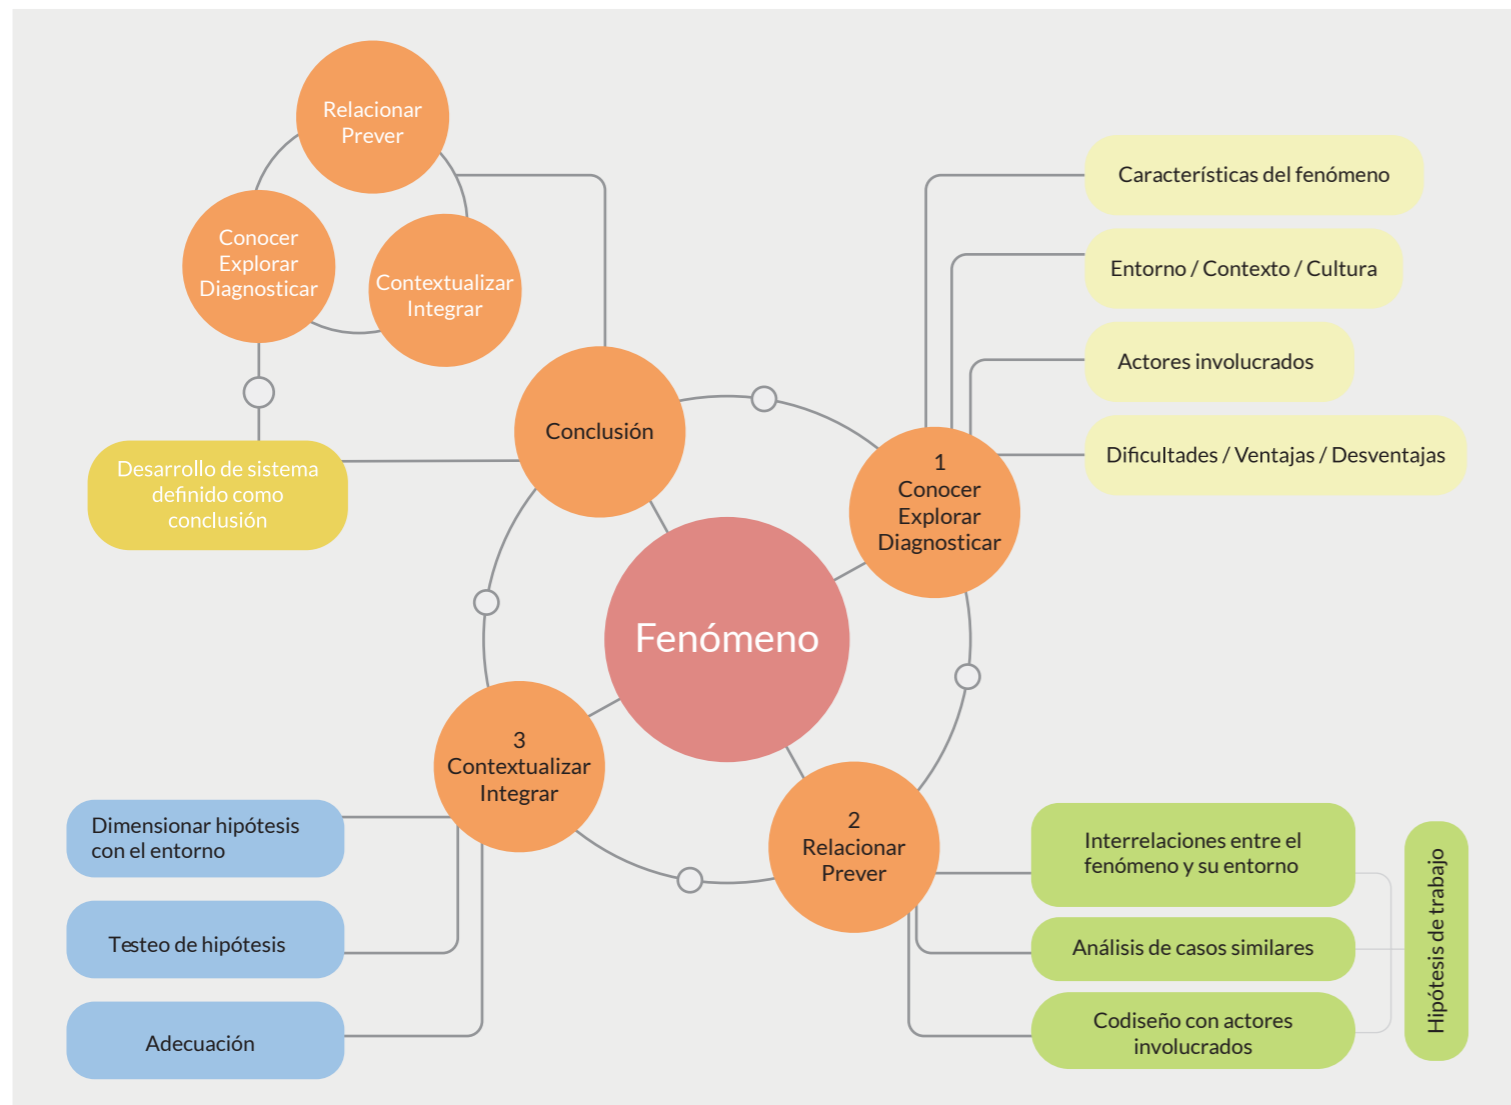 Relacionar
Prever
Conocer
Explorar
Diagnosticar
Contextualizar
Integrar
Desarrollo de sistema
definido como
conclusión
Conclusión
Fenómeno
1
Conocer
Explorar
Diagnosticar
Características del fenómeno
Entorno / Contexto / Cultura
Actores involucrados
Dificultades / Ventajas / Desventajas
2
Relacionar
Prever
Interrelaciones entre el
fenómeno y su entorno
Análisis de casos similares
Codiseño con actores
involucrados
Hipótesis de trabajo
3
Contextualizar
Integrar
Dimensionar hipótesis
con el entorno
Testeo de hipótesis
Adecuación